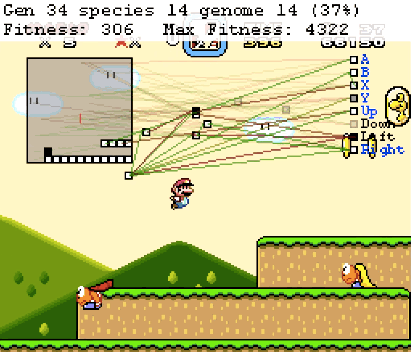 Gen 34 species 14 genome 14 (37%)
Fitness: 306 Max Fitness: 4322
A
B
X
Y
Up
Down
Left
Right